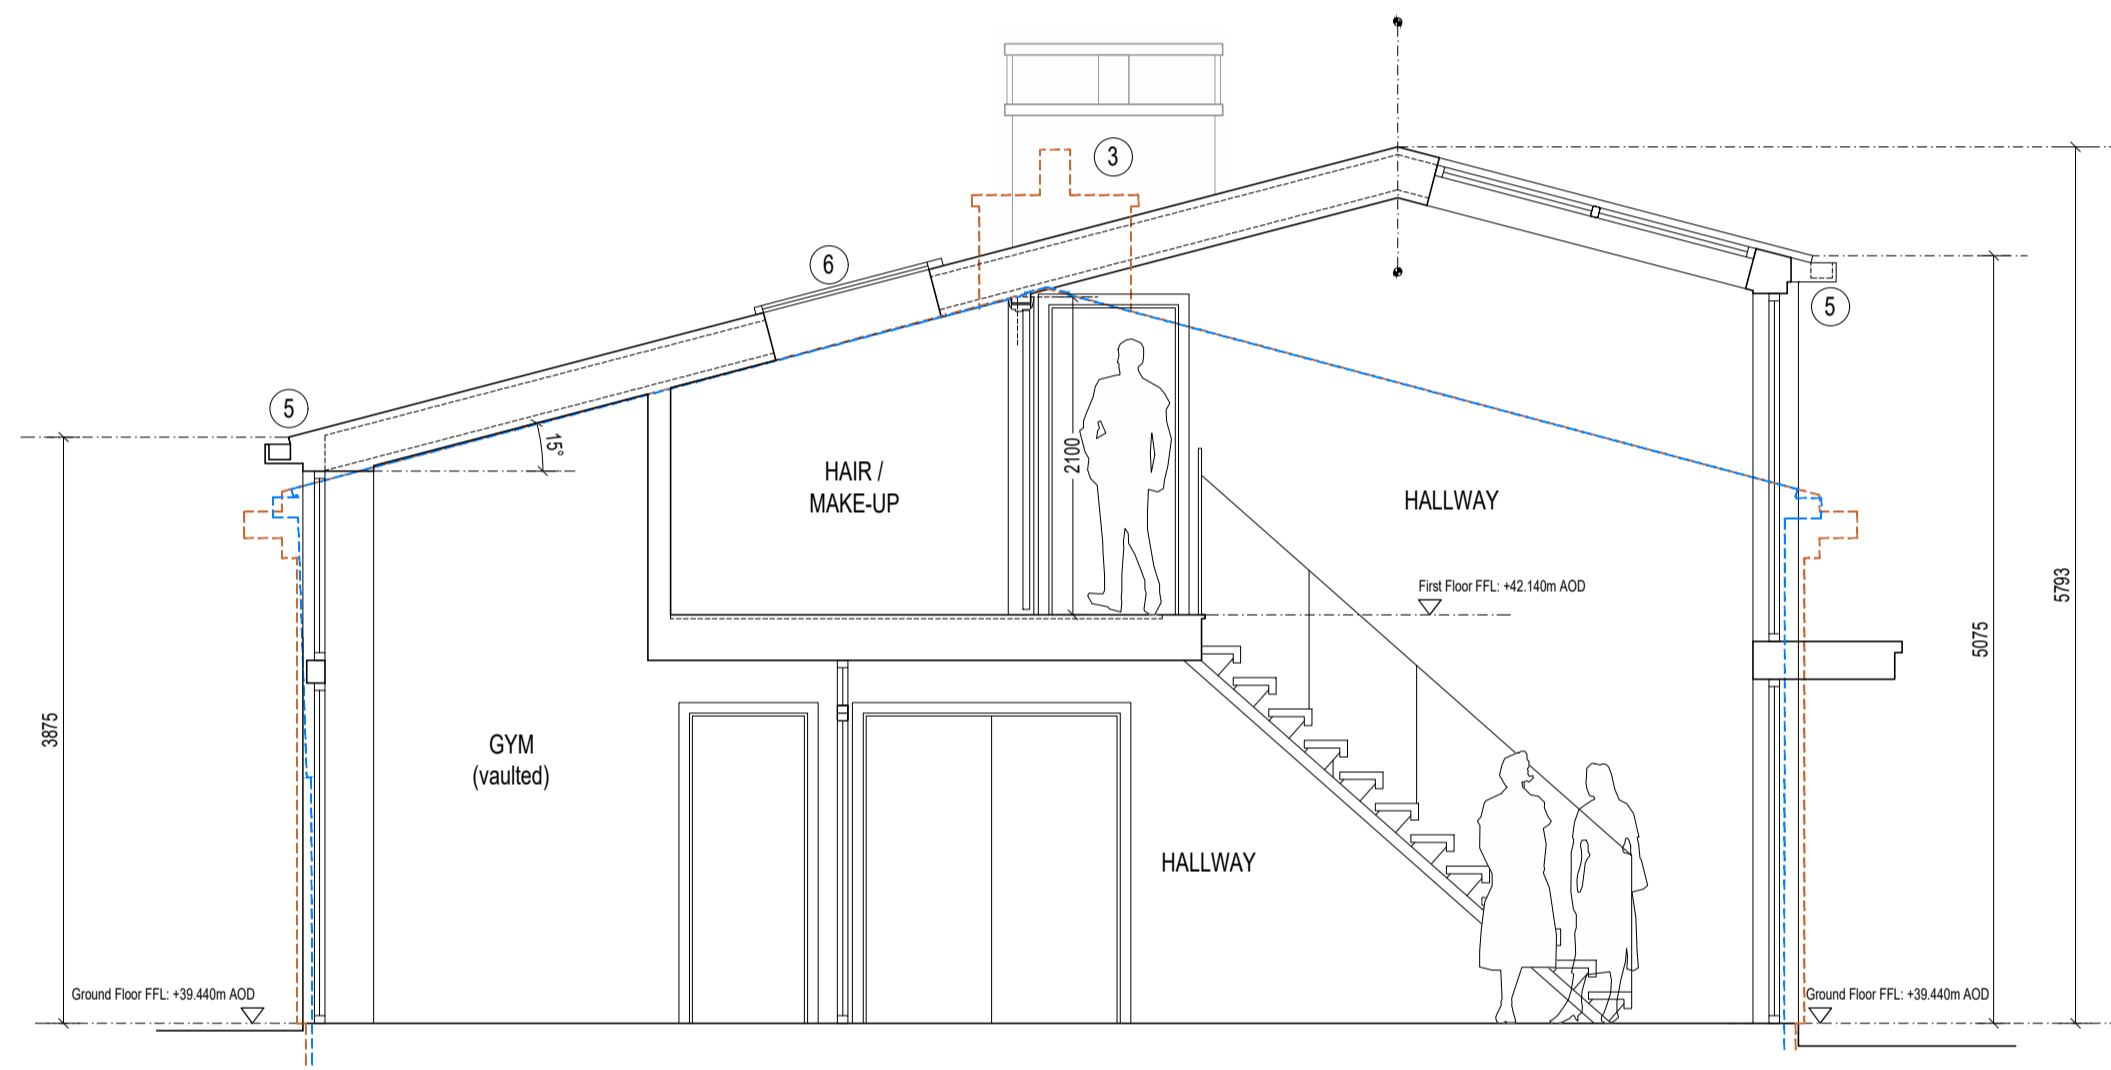 3
6
5
5
15°
2100
HAIR /
MAKE-UP
HALLWAY
First Floor FFL: +42.140m AOD
5793
5075
3875
GYM
(vaulted)
HALLWAY
Ground Floor FFL: +39.440m AOD
Ground Floor FFL: +39.440m AOD